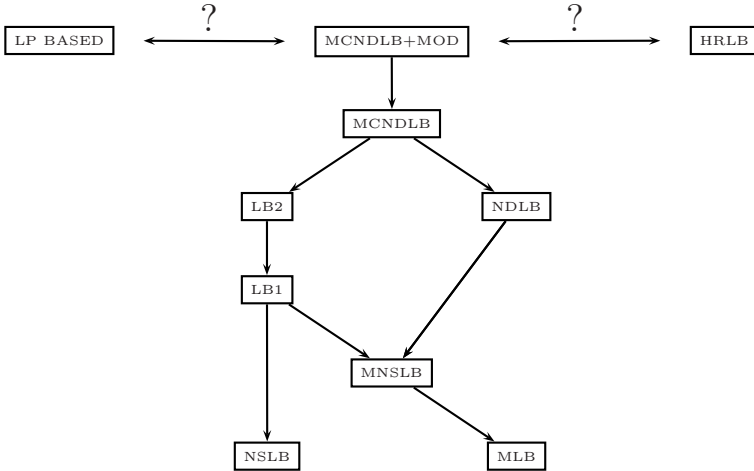 ? ?
LP BASED MCNDLB+MOD HRLB
MCNDLB
LB2 NDLB
LB1
MNSLB
NSLB MLB